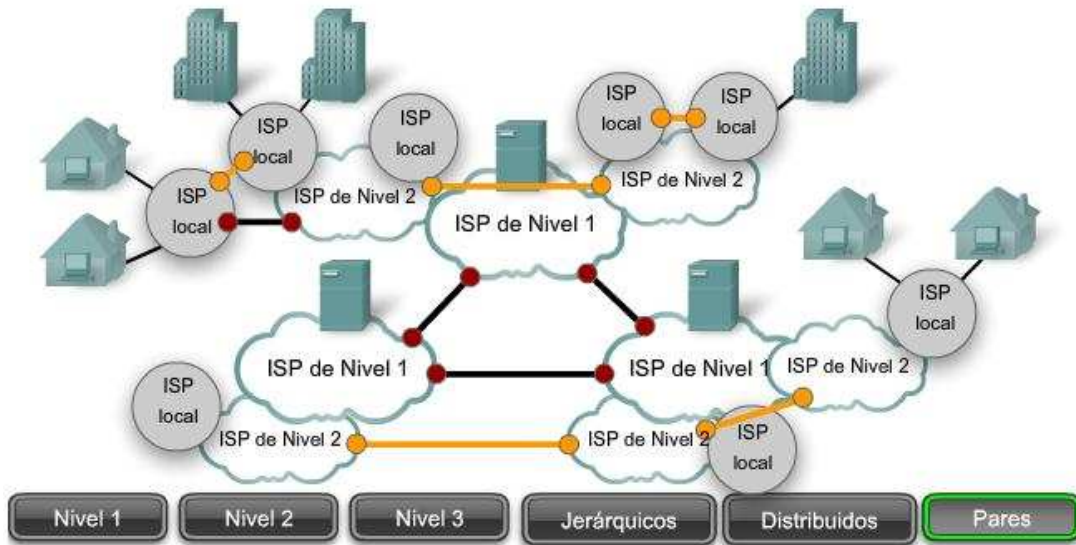 ISP
local
ISP
local
ISP
local
ISP
local
ISP
local
ISP de Nivel 2
ISP de Nivel 2
ISP de Nivel 1
ISP
local
ISP de Nivel 1
ISP de Nivel 1
ISP de Nivel 2
ISP
local
ISP de Nivel 2
ISP de Nivel 2
ISP
local
Nivel 1
Nivel 2
Nivel 3
Jerárquicos
Distribuidos
Pares